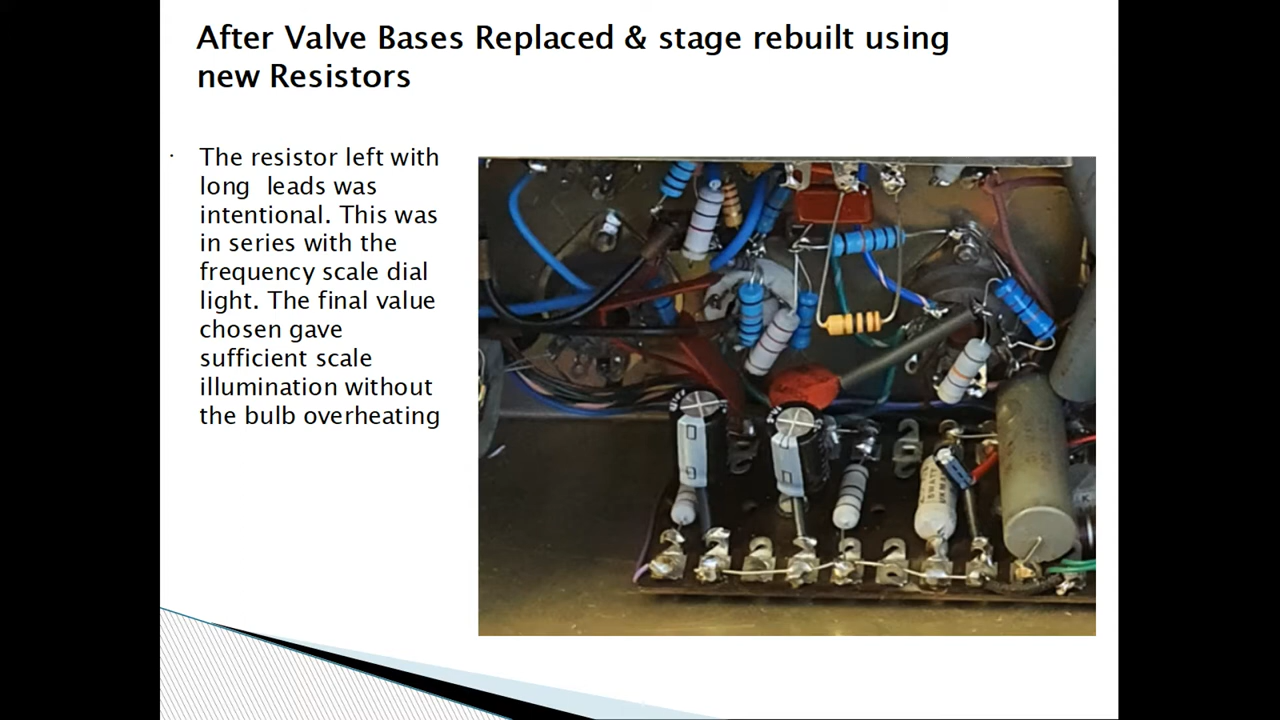 After Valve Bases Replaced & stage rebuilt using
new Resistors
The resistor left with
long leads was
intentional. This was
in series with the
frequency scale dial
light. The final value
chosen gave
sufficient scale
illumination without
the bulb overheating
5WATT